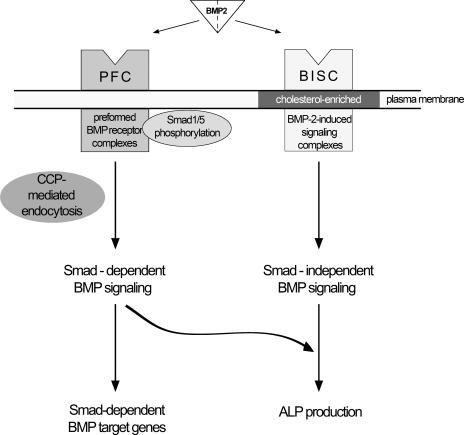 BMP2
PFC
BISC
cholesterol-enriched
plasma membrane
preformed
BMP receptor
complexes
Smad1/5
phosphorylation
BMP-2-induced
signaling
complexes
CCP-
mediated
endocytosis
Smad - dependent
BMP signaling
Smad - independent
BMP signaling
Smad-dependent
BMP target genes
ALP production